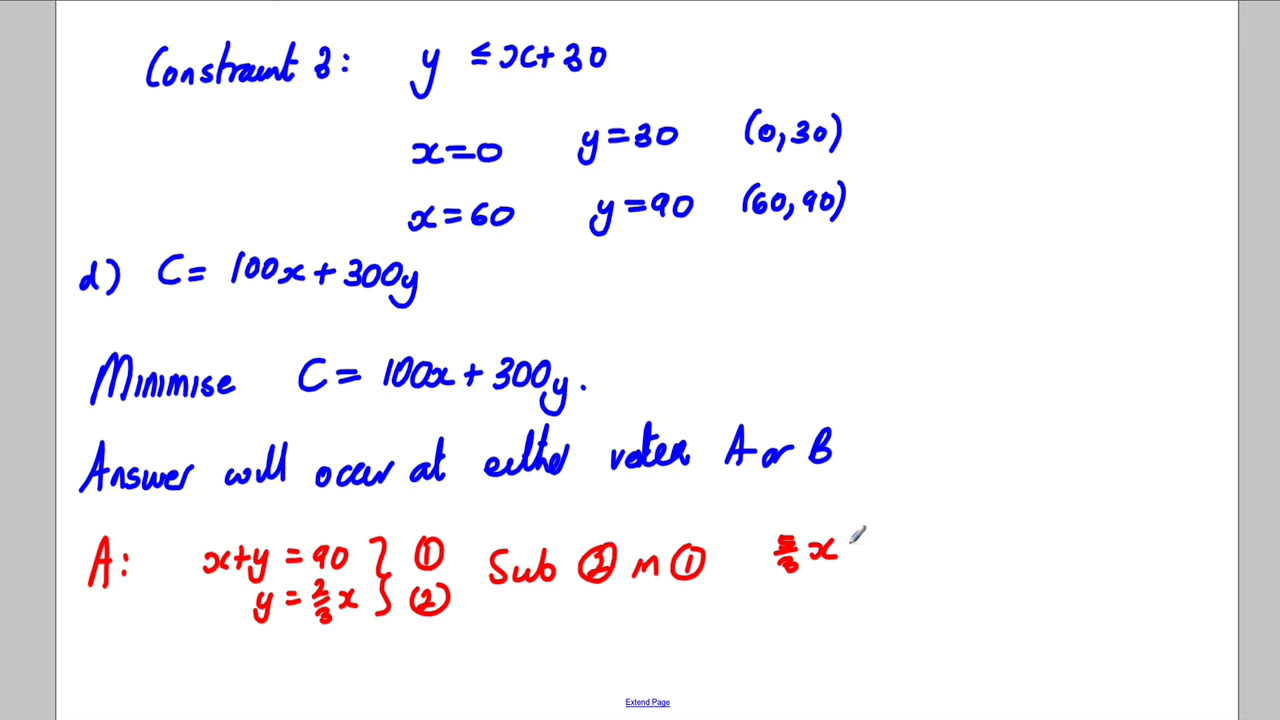 Constraint 3: y ≤ x + 30
x = 0 y = 30 (0, 30)
x = 60 y = 90 (60, 90)
d) C = 100x + 300y
Minimise C = 100x + 300y.
Answer will occur at either vertex A or B
A: x + y = 90 } ① Sub ② in ① 5/3 x
y = 2/3 x } ②
Extend Page